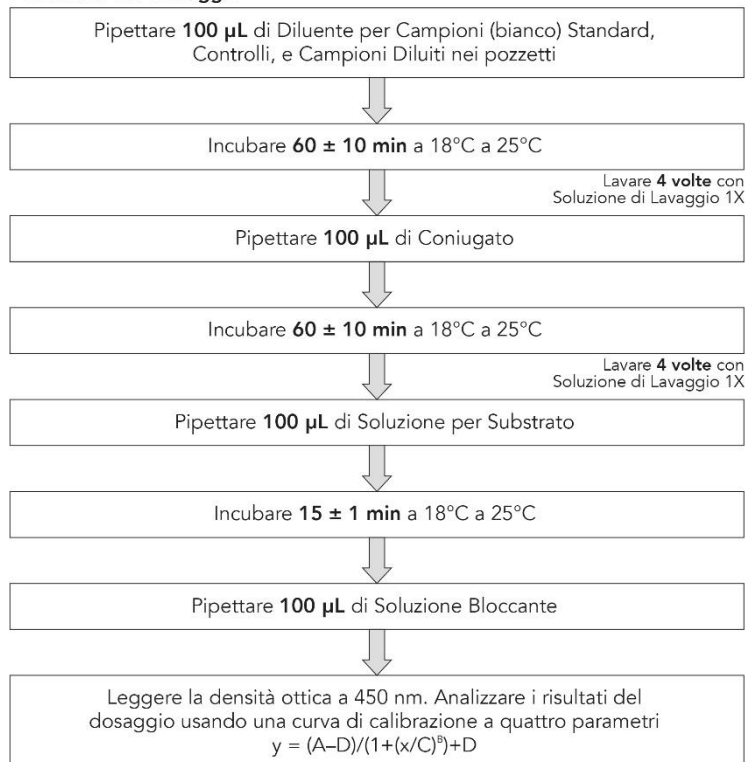 Pipettare 100 µL di Diluente per Campioni (bianco) Standard,
Controlli, e Campioni Diluiti nei pozzetti
Incubare 60 ± 10 min a 18°C a 25°C
Lavare 4 volte con
Soluzione di Lavaggio 1X
Pipettare 100 µL di Coniugato
Incubare 60 ± 10 min a 18°C a 25°C
Lavare 4 volte con
Soluzione di Lavaggio 1X
Pipettare 100 µL di Soluzione per Substrato
Incubare 15 ± 1 min a 18°C a 25°C
Pipettare 100 µL di Soluzione Bloccante
Leggere la densità ottica a 450 nm. Analizzare i risultati del
dosaggio usando una curva di calibrazione a quattro parametri
y = (A–D)/(1+(x/C)ᴮ)+D